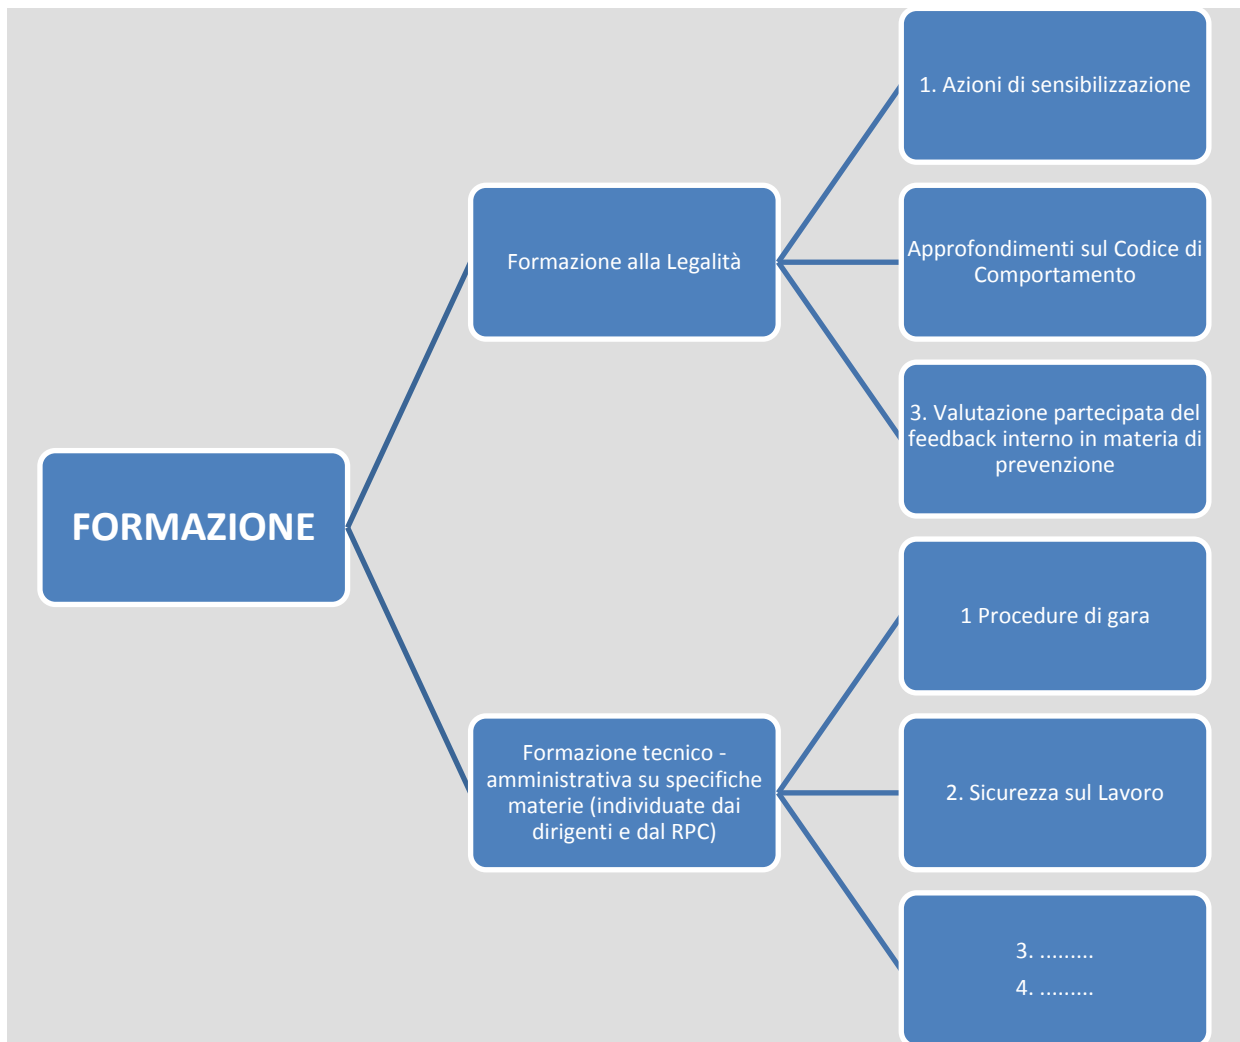 FORMAZIONE
Formazione alla Legalità
1. Azioni di sensibilizzazione
Approfondimenti sul Codice di
Comportamento
3. Valutazione partecipata del
feedback interno in materia di
prevenzione
Formazione tecnico -
amministrativa su specifiche
materie (individuate dai
dirigenti e dal RPC)
1 Procedure di gara
2. Sicurezza sul Lavoro
3. .........
4. .........